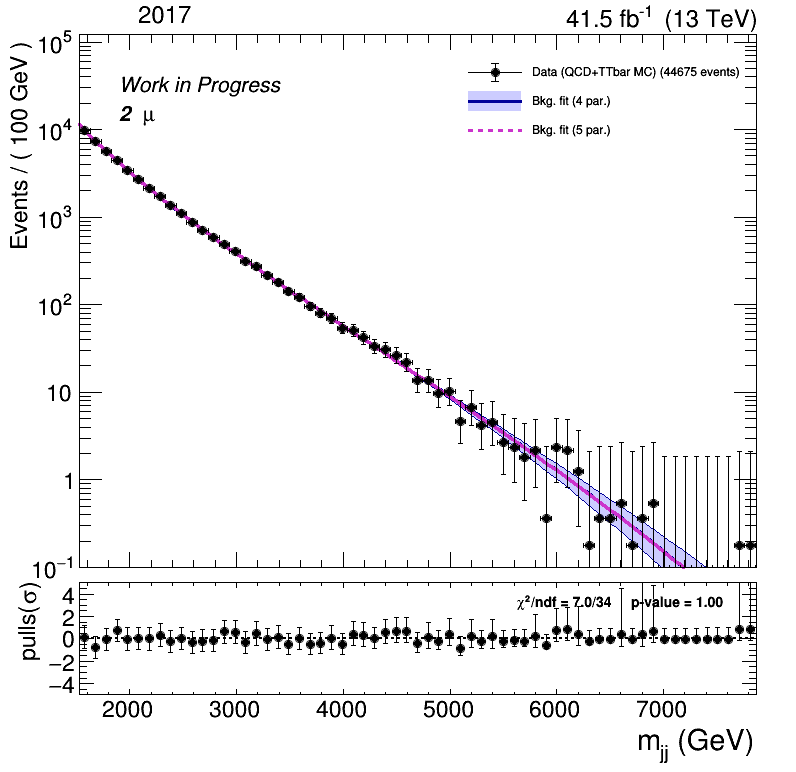 2017
41.5 fb⁻¹ (13 TeV)
Work in Progress
2 μ
Data (QCD+TTbar MC) (44675 events)
Bkg. fit (4 par.)
Bkg. fit (5 par.)
Events / ( 100 GeV )
10⁵
10⁴
10³
10²
10
1
10⁻¹
χ²/ndf = 7.0/34 p-value = 1.00
pulls(σ)
4
2
0
−2
−4
2000 3000 4000 5000 6000 7000
m_jj (GeV)